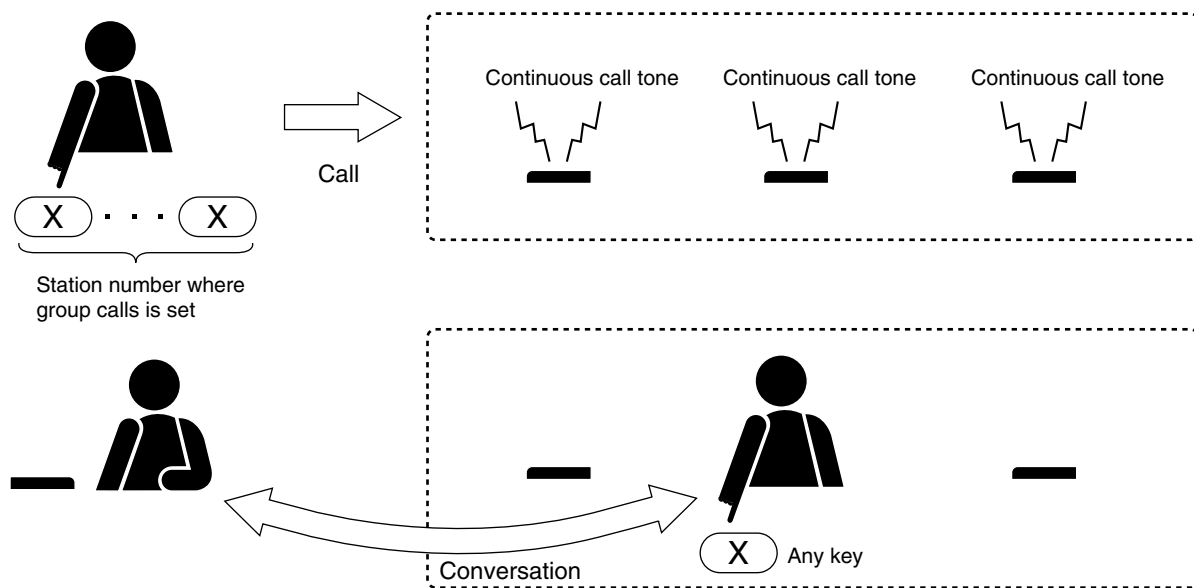 Continuous call tone
Continuous call tone
Continuous call tone
Call
X . . . X
Station number where
group calls is set
X Any key
Conversation